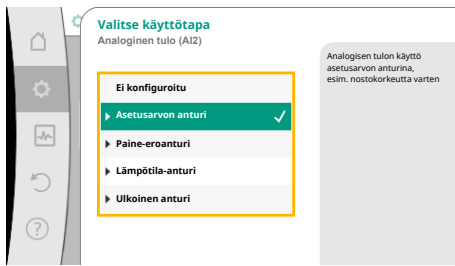 Valitse käyttötapa
Analoginen tulo (AI2)
Ei konfiguroitu
Asetusarvon anturi
Paine-eroanturi
Lämpötila-anturi
Ulkoinen anturi
Analogisen tulon käyttö
asetusarvon anturina,
esim. nostokorkeutta varten